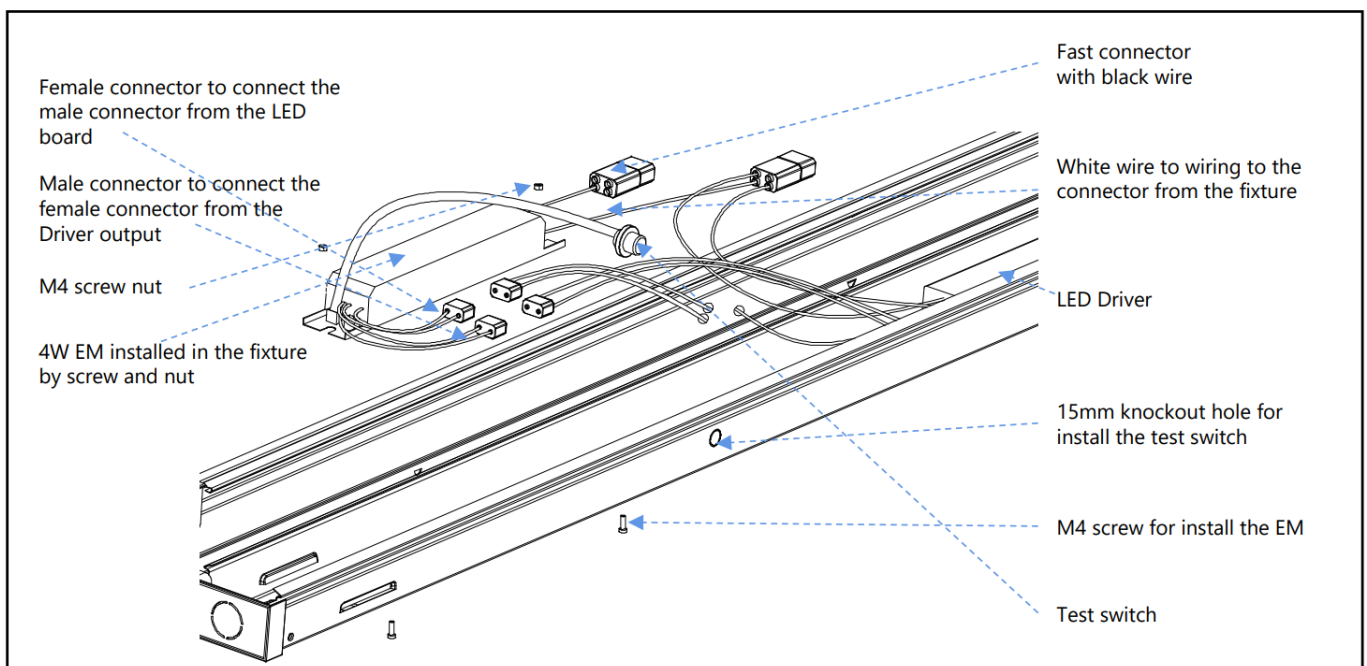 Female connector to connect the
male connector from the LED
board
Male connector to connect the
female connector from the
Driver output
M4 screw nut
4W EM installed in the fixture
by screw and nut
Fast connector
with black wire
White wire to wiring to the
connector from the fixture
LED Driver
15mm knockout hole for
install the test switch
M4 screw for install the EM
Test switch